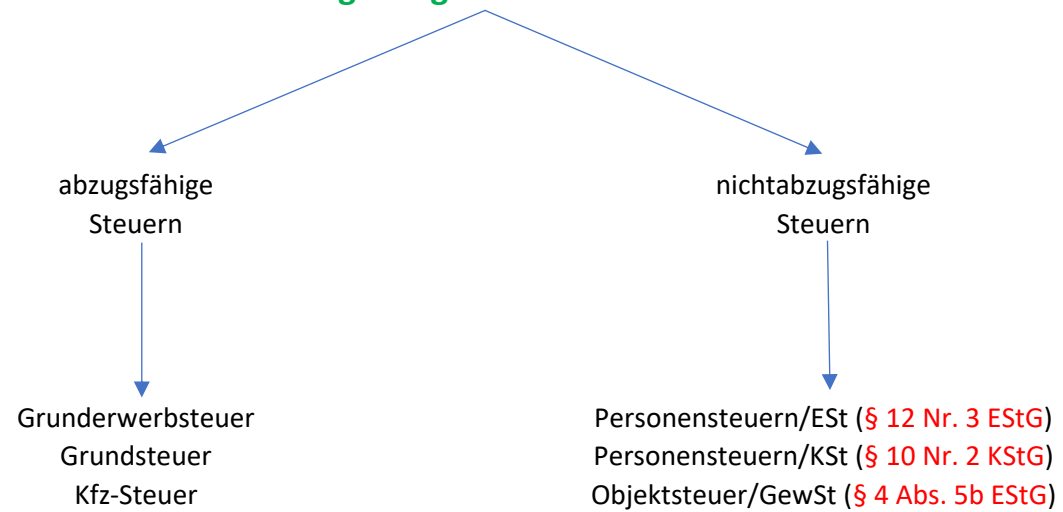 abzugsfähige
Steuern
nichtabzugsfähige
Steuern
Grunderwerbsteuer
Grundsteuer
Kfz-Steuer
Personensteuern/ESt (§ 12 Nr. 3 EStG)
Personensteuern/KSt (§ 10 Nr. 2 KStG)
Objektsteuer/GewSt (§ 4 Abs. 5b EStG)